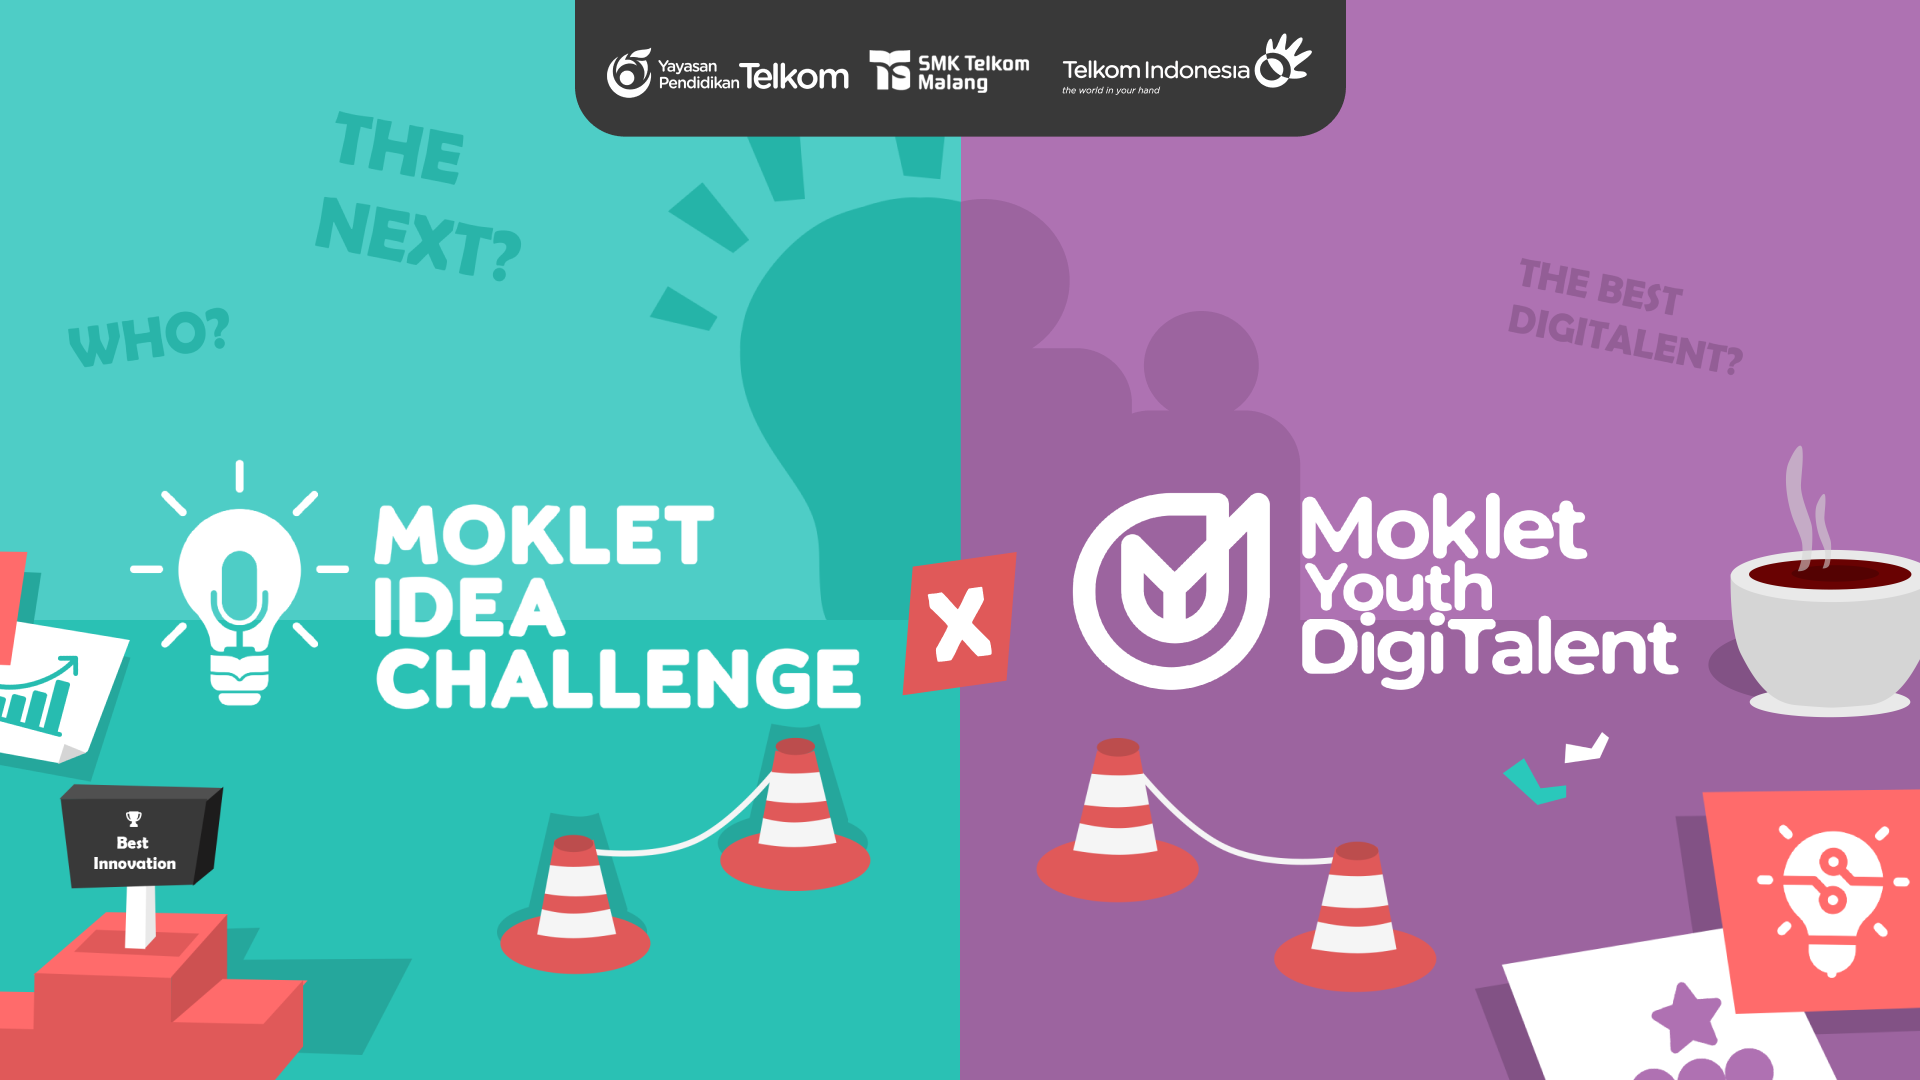 Yayasan
Pendidikan Telkom
SMK Telkom
Malang
Telkom Indonesia
the world in your hand
THE
NEXT?
WHO?
THE BEST
DIGITALENT?
MOKLET
IDEA
CHALLENGE
X
Moklet
Youth
DigiTalent
Best
Innovation